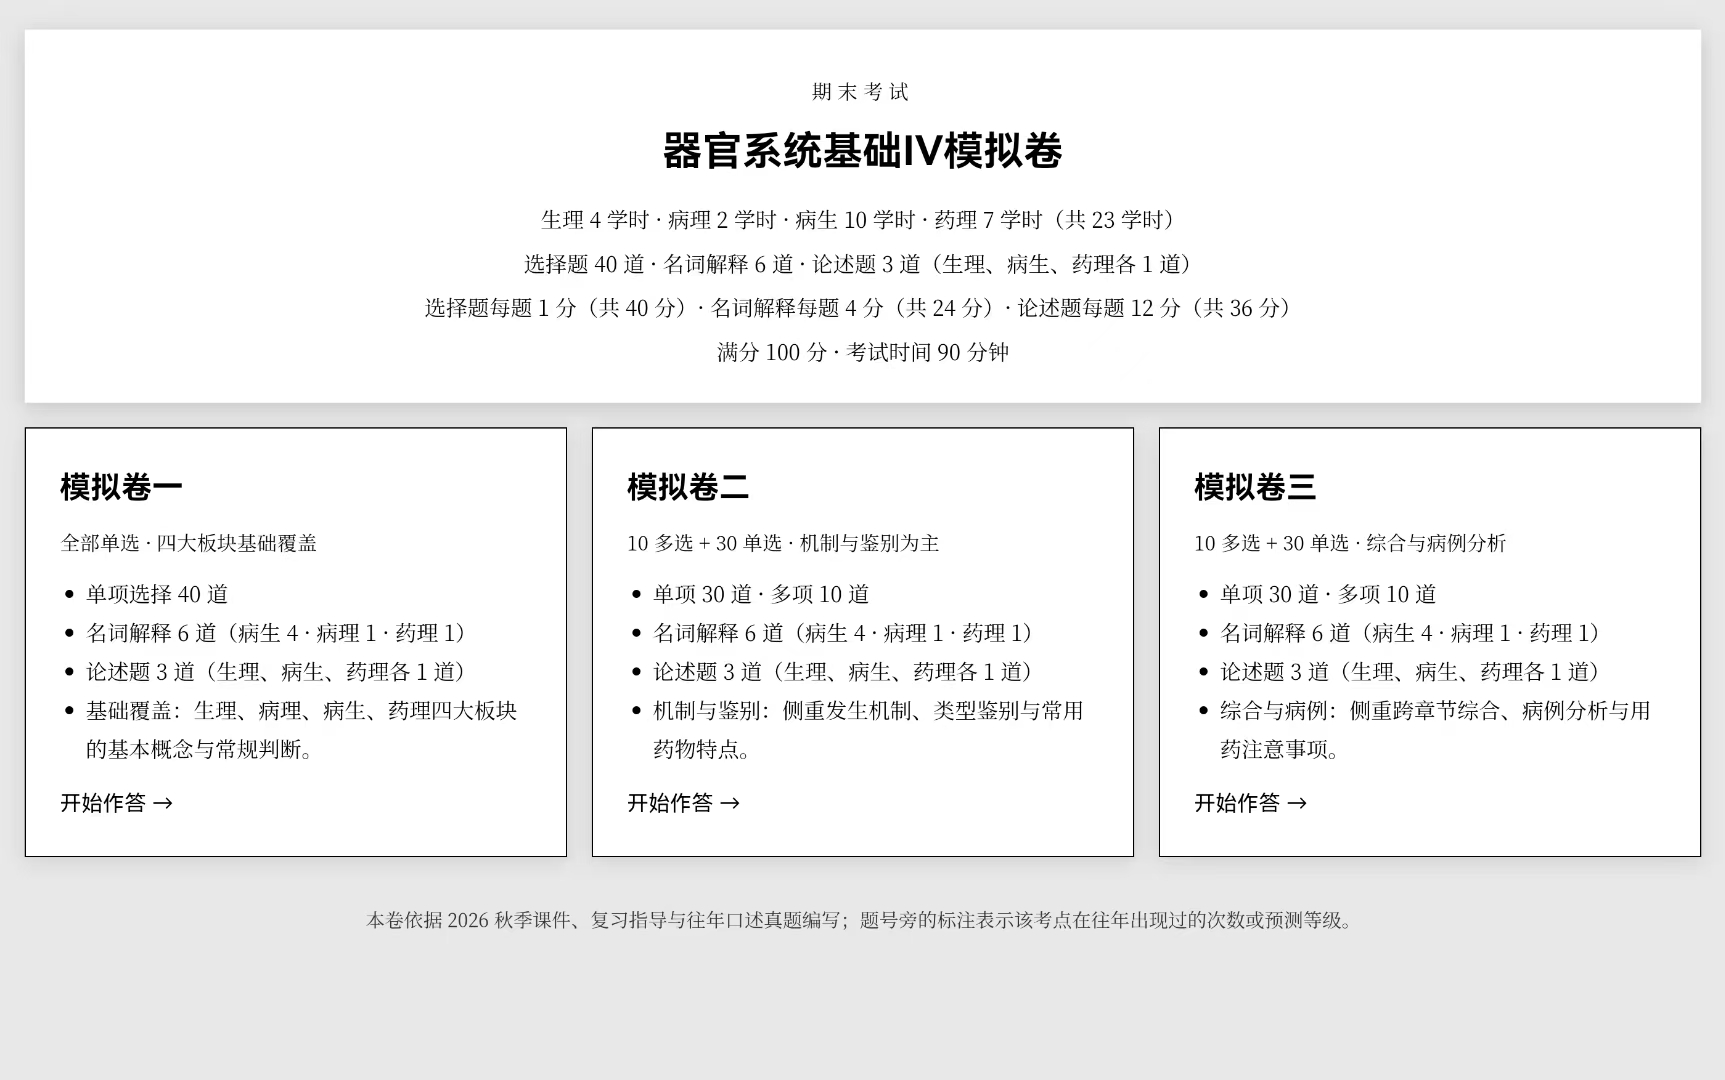 期末考试
器官系统基础IV模拟卷
生理 4 学时 · 病理 2 学时 · 病生 10 学时 · 药理 7 学时（共 23 学时）
选择题 40 道 · 名词解释 6 道 · 论述题 3 道（生理、病生、药理各 1 道）
选择题每题 1 分（共 40 分）· 名词解释每题 4 分（共 24 分）· 论述题每题 12 分（共 36 分）
满分 100 分 · 考试时间 90 分钟
模拟卷一
全部单选 · 四大板块基础覆盖
单项选择 40 道
名词解释 6 道（病生 4 · 病理 1 · 药理 1）
论述题 3 道（生理、病生、药理各 1 道）
基础覆盖：生理、病理、病生、药理四大板块
的基本概念与常规判断。
开始作答 →
模拟卷二
10 多选 + 30 单选 · 机制与鉴别为主
单项 30 道 · 多项 10 道
名词解释 6 道（病生 4 · 病理 1 · 药理 1）
论述题 3 道（生理、病生、药理各 1 道）
机制与鉴别：侧重发生机制、类型鉴别与常用
药物特点。
开始作答 →
模拟卷三
10 多选 + 30 单选 · 综合与病例分析
单项 30 道 · 多项 10 道
名词解释 6 道（病生 4 · 病理 1 · 药理 1）
论述题 3 道（生理、病生、药理各 1 道）
综合与病例：侧重跨章节综合、病例分析与用
药注意事项。
开始作答 →
本卷依据 2026 秋季课件、复习指导与往年口述真题编写；题号旁的标注表示该考点在往年出现过的次数或预测等级。